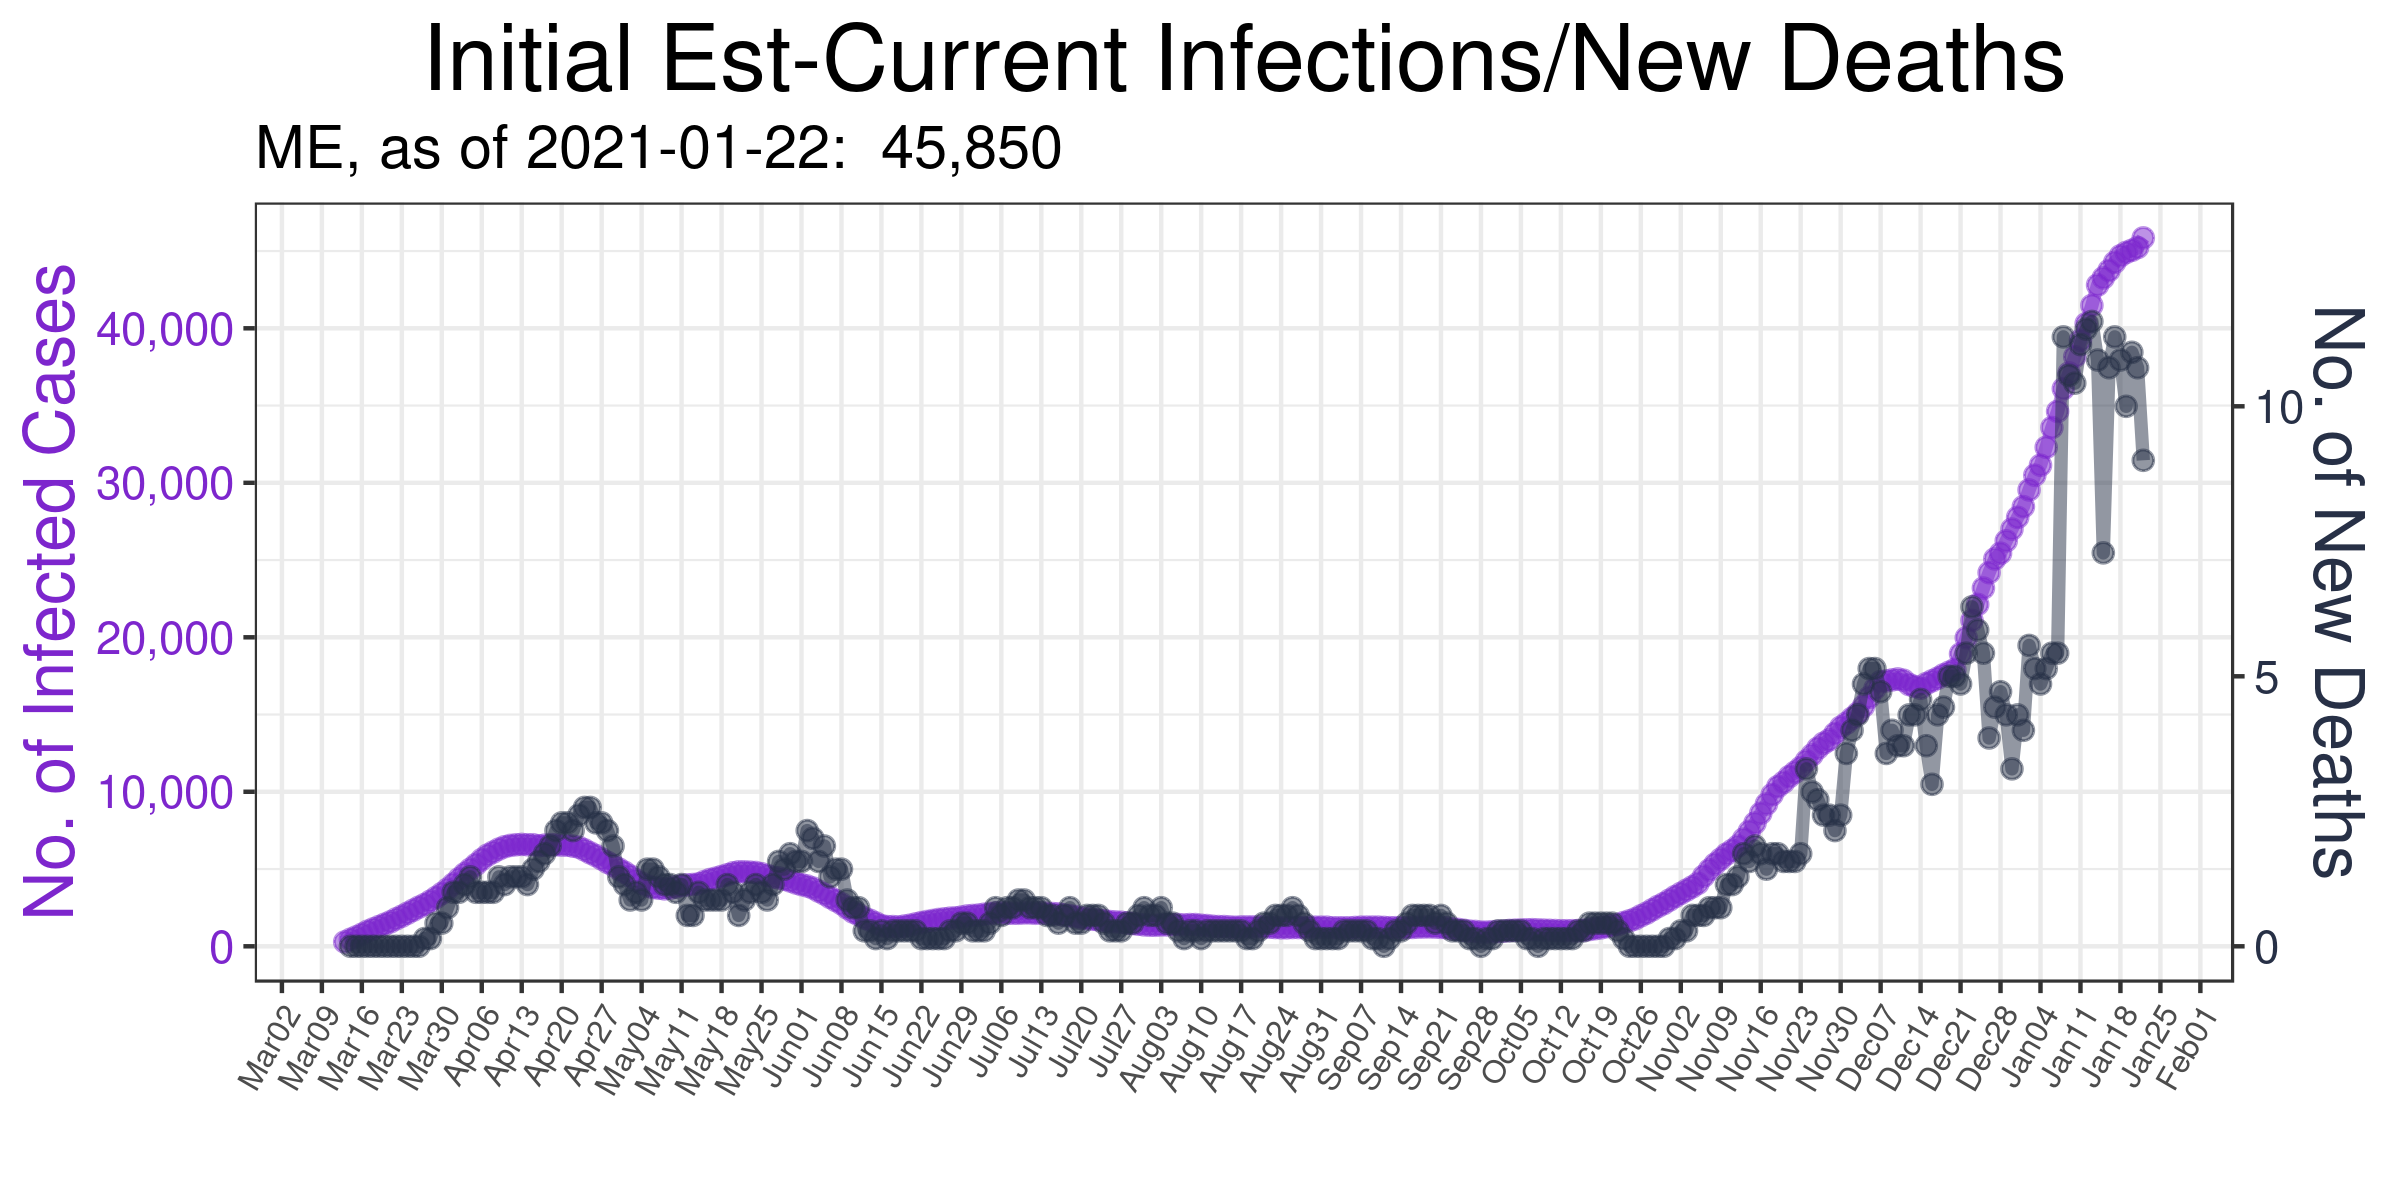 Initial Est-Current Infections/New Deaths
ME, as of 2021-01-22:  45,850
No. of Infected Cases
40,000
30,000
20,000
10,000
0
10
5
0
No. of New Deaths
Mar02
Mar09
Mar16
Mar23
Mar30
Apr06
Apr13
Apr20
Apr27
May04
May11
May18
May25
Jun01
Jun08
Jun15
Jun22
Jun29
Jul06
Jul13
Jul20
Jul27
Aug03
Aug10
Aug17
Aug24
Aug31
Sep07
Sep14
Sep21
Sep28
Oct05
Oct12
Oct19
Oct26
Nov02
Nov09
Nov16
Nov23
Nov30
Dec07
Dec14
Dec21
Dec28
Jan04
Jan11
Jan18
Jan25
Feb01